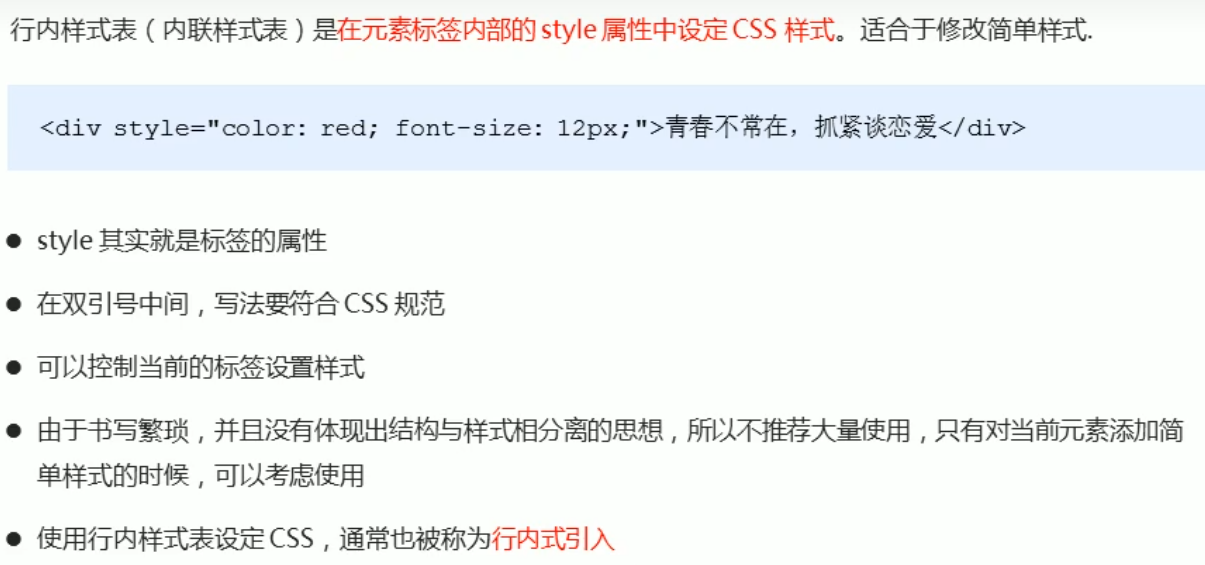 行内样式表（内联样式表）是在元素标签内部的 style 属性中设定 CSS 样式。适合于修改简单样式.
<div style="color: red; font-size: 12px;">青春不常在，抓紧谈恋爱</div>
● style 其实就是标签的属性
● 在双引号中间，写法要符合 CSS 规范
● 可以控制当前的标签设置样式
● 由于书写繁琐，并且没有体现出结构与样式相分离的思想，所以不推荐大量使用，只有对当前元素添加简
单样式的时候，可以考虑使用
● 使用行内样式表设定 CSS，通常也被称为行内式引入